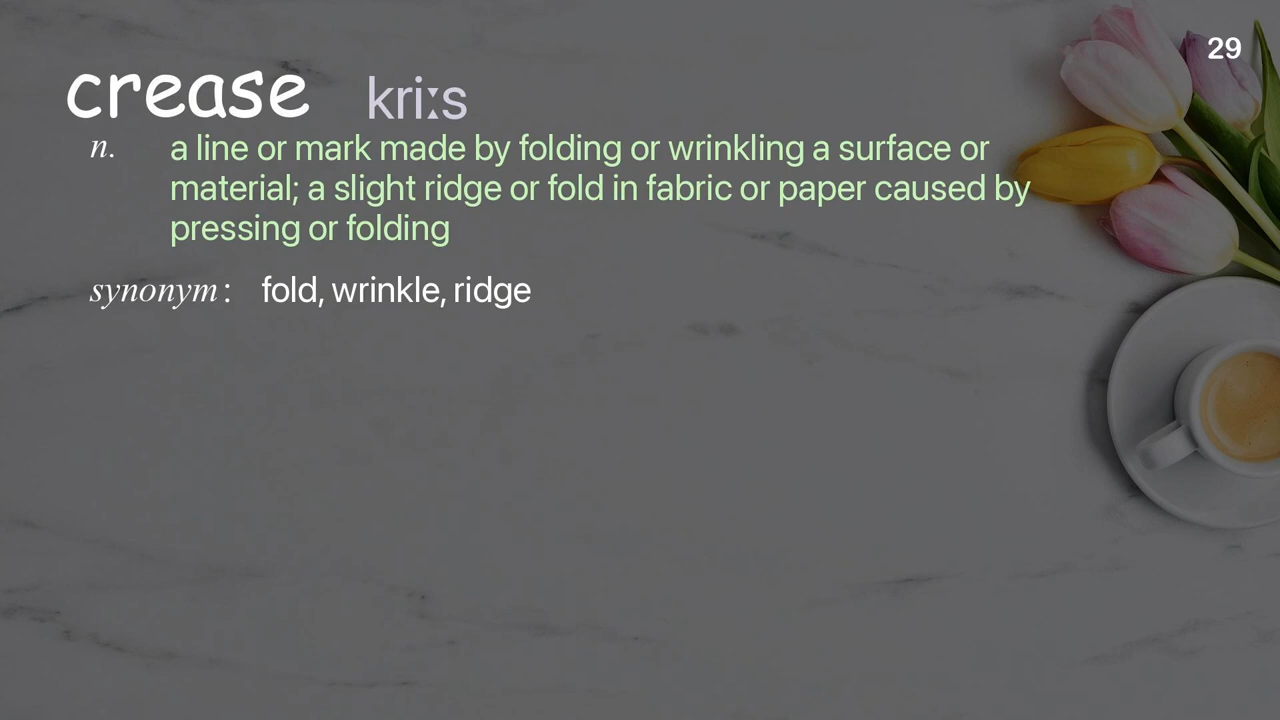 29
crease kriːs
n. a line or mark made by folding or wrinkling a surface or
material; a slight ridge or fold in fabric or paper caused by
pressing or folding
synonym: fold, wrinkle, ridge